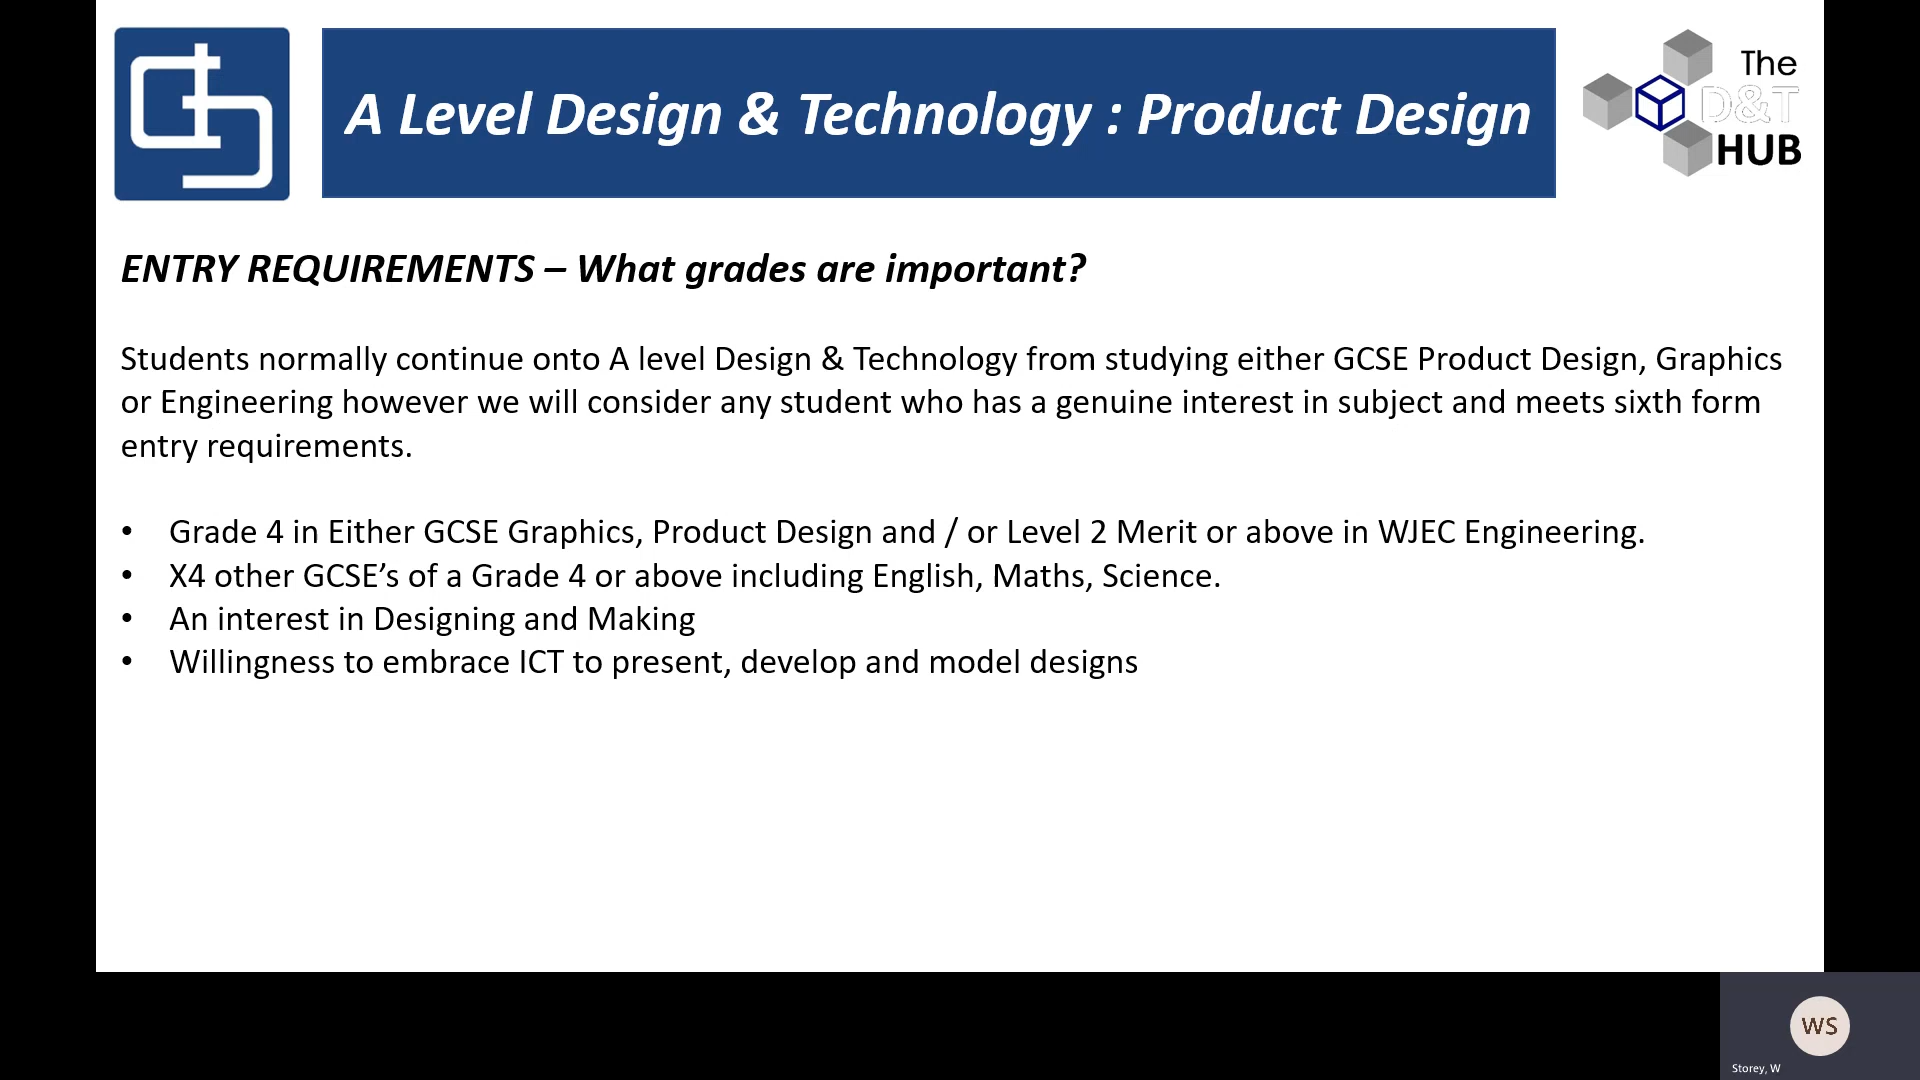 A Level Design & Technology : Product Design
The
D&T
HUB
ENTRY REQUIREMENTS – What grades are important?
Students normally continue onto A level Design & Technology from studying either GCSE Product Design, Graphics
or Engineering however we will consider any student who has a genuine interest in subject and meets sixth form
entry requirements.
• Grade 4 in Either GCSE Graphics, Product Design and / or Level 2 Merit or above in WJEC Engineering.
• X4 other GCSE’s of a Grade 4 or above including English, Maths, Science.
• An interest in Designing and Making
• Willingness to embrace ICT to present, develop and model designs
WS
Storey, W